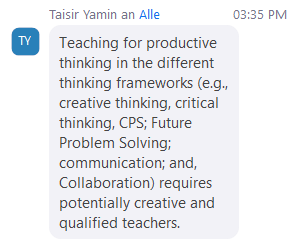 Taisir Yamin an Alle 03:35 PM
TY
Teaching for productive
thinking in the different
thinking frameworks (e.g.,
creative thinking, critical
thinking, CPS; Future
Problem Solving;
communication; and,
Collaboration) requires
potentially creative and
qualified teachers.